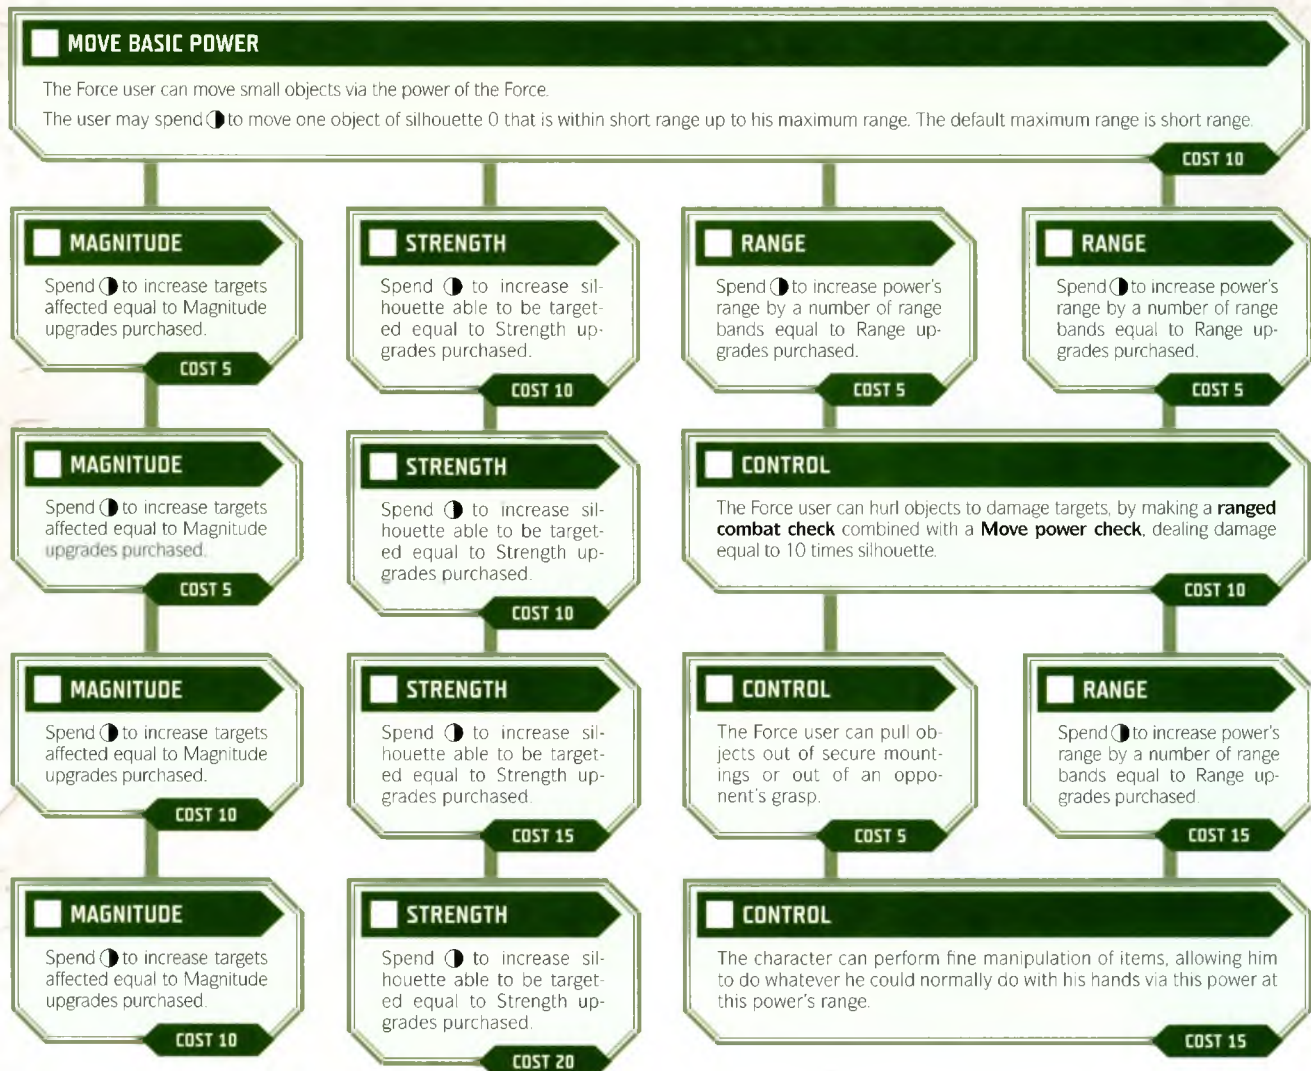 MOVE BASIC POWER
The Force user can move small objects via the power of the Force.
The user may spend to move one object of silhouette 0 that is within short range up to his maximum range. The default maximum range is short range.
COST 10
MAGNITUDE
Spend to increase targets
affected equal to Magnitude
upgrades purchased.
COST 5
STRENGTH
Spend to increase sil-
houette able to be target-
ed equal to Strength up-
grades purchased.
COST 10
RANGE
Spend to increase power's
range by a number of range
bands equal to Range up-
grades purchased.
COST 5
RANGE
Spend to increase power's
range by a number of range
bands equal to Range up-
grades purchased.
COST 5
MAGNITUDE
Spend to increase targets
affected equal to Magnitude
upgrades purchased.
COST 5
STRENGTH
Spend to increase sil-
houette able to be target-
ed equal to Strength up-
grades purchased.
COST 10
CONTROL
The Force user can hurl objects to damage targets, by making a ranged
combat check combined with a Move power check, dealing damage
equal to 10 times silhouette.
COST 10
MAGNITUDE
Spend to increase targets
affected equal to Magnitude
upgrades purchased.
COST 10
STRENGTH
Spend to increase sil-
houette able to be target-
ed equal to Strength up-
grades purchased.
COST 15
CONTROL
The Force user can pull ob-
jects out of secure mount-
ings or out of an oppo-
nent's grasp.
COST 5
RANGE
Spend to increase power's
range by a number of range
bands equal to Range up-
grades purchased.
COST 15
MAGNITUDE
Spend to increase targets
affected equal to Magnitude
upgrades purchased.
COST 10
STRENGTH
Spend to increase sil-
houette able to be target-
ed equal to Strength up-
grades purchased.
COST 20
CONTROL
The character can perform fine manipulation of items, allowing him
to do whatever he could normally do with his hands via this power at
this power's range.
COST 15